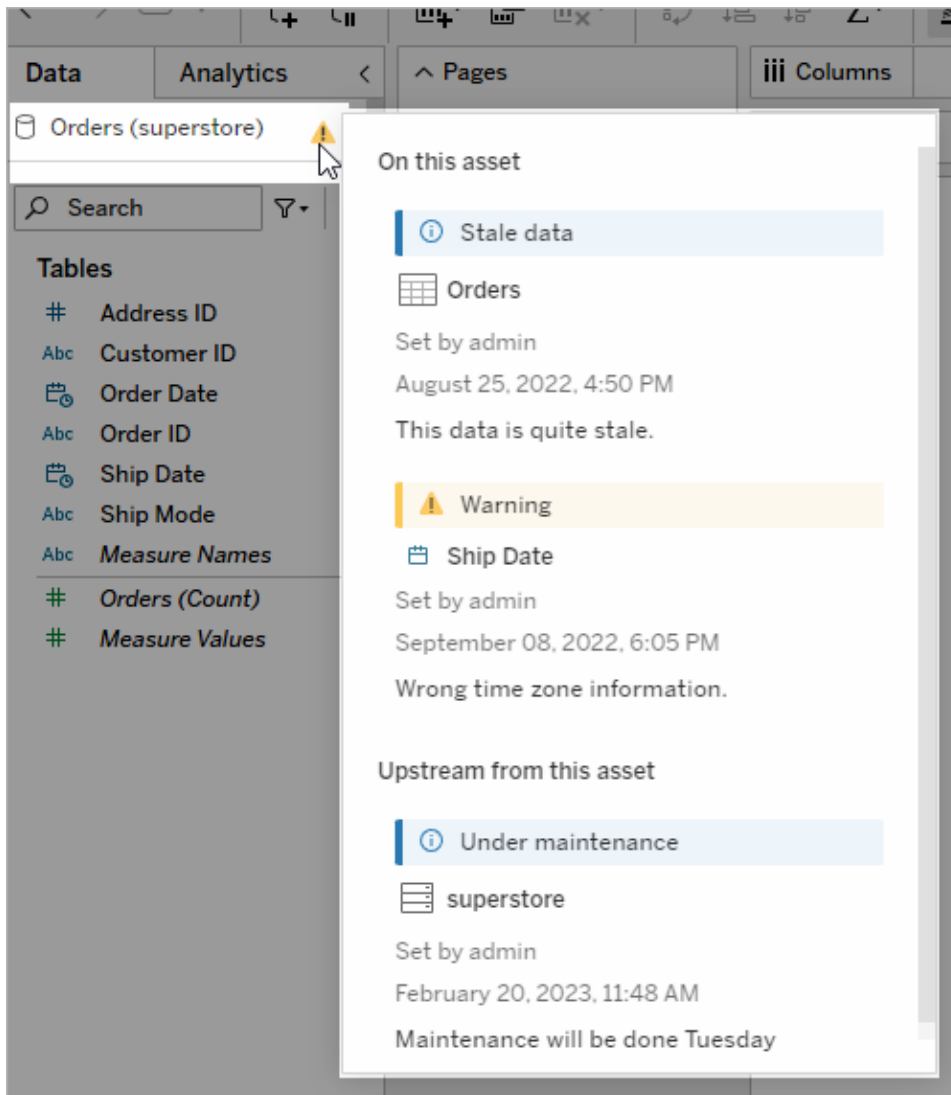 Data
Analytics
Pages
Columns
Orders (superstore)
Search
Tables
Address ID
Abc Customer ID
Order Date
Abc Order ID
Ship Date
Abc Ship Mode
Abc Measure Names
Orders (Count)
Measure Values
On this asset
Stale data
Orders
Set by admin
August 25, 2022, 4:50 PM
This data is quite stale.
Warning
Ship Date
Set by admin
September 08, 2022, 6:05 PM
Wrong time zone information.
Upstream from this asset
Under maintenance
superstore
Set by admin
February 20, 2023, 11:48 AM
Maintenance will be done Tuesday